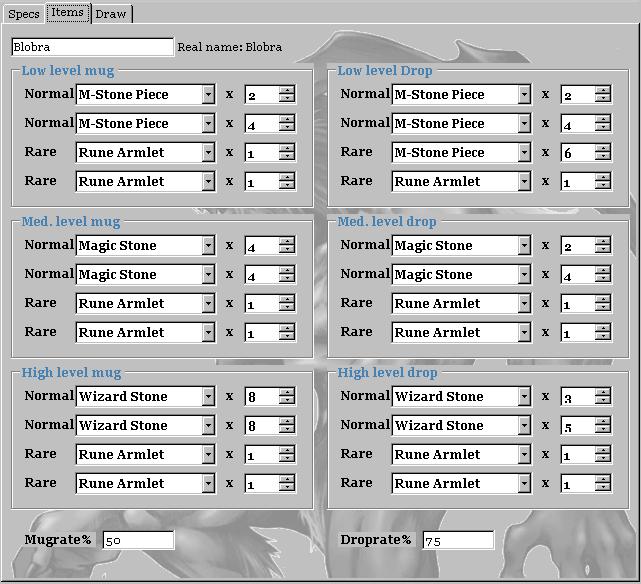 Specs Items Draw
Blobra Real name: Blobra
Low level mug
Normal M-Stone Piece x 2
Normal M-Stone Piece x 4
Rare Rune Armlet x 1
Rare Rune Armlet x 1
Low level Drop
Normal M-Stone Piece x 2
Normal M-Stone Piece x 4
Rare M-Stone Piece x 6
Rare Rune Armlet x 1
Med. level mug
Normal Magic Stone x 4
Normal Magic Stone x 4
Rare Rune Armlet x 1
Rare Rune Armlet x 1
Med. level drop
Normal Magic Stone x 2
Normal Magic Stone x 4
Rare Rune Armlet x 1
Rare Rune Armlet x 1
High level mug
Normal Wizard Stone x 8
Normal Wizard Stone x 8
Rare Rune Armlet x 1
Rare Rune Armlet x 1
High level drop
Normal Wizard Stone x 3
Normal Wizard Stone x 5
Rare Rune Armlet x 1
Rare Rune Armlet x 1
Mugrate% 50
Droprate% 75